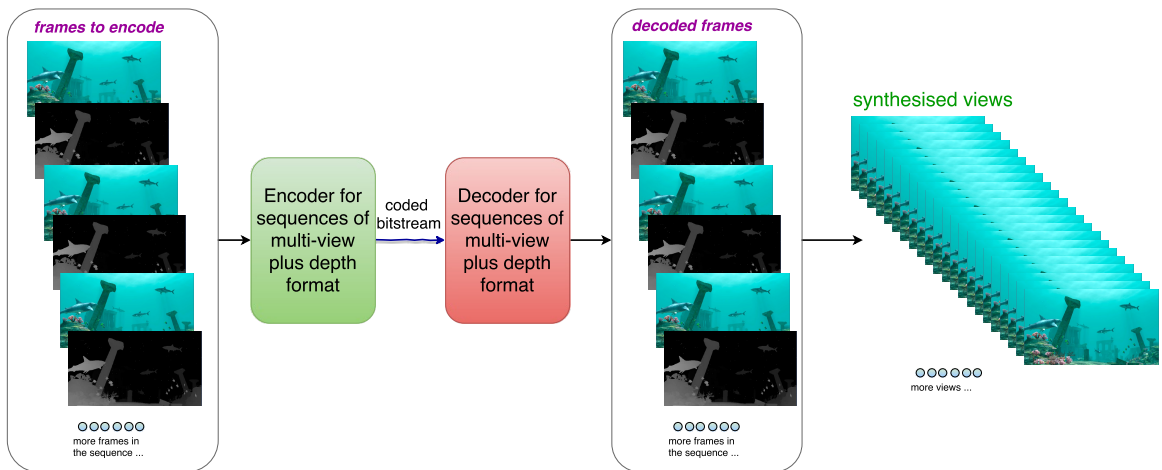 frames to encode
more frames in
the sequence ...
Encoder for
sequences of
multi-view
plus depth
format
coded
bitstream
Decoder for
sequences of
multi-view
plus depth
format
decoded frames
more frames in
the sequence ...
synthesised views
more views ...